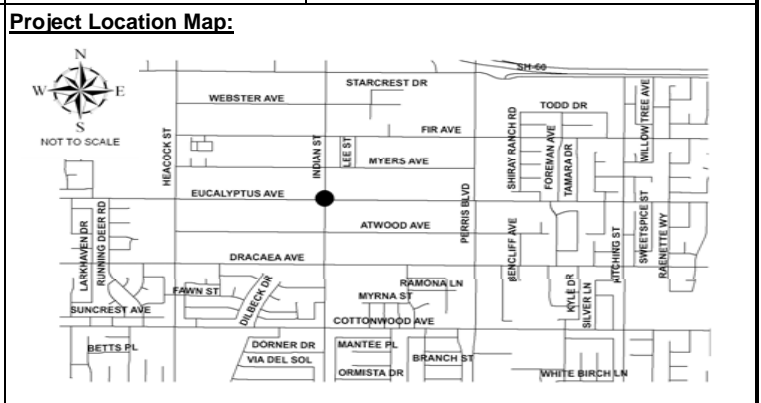 Project Location Map:
N
W E
S
NOT TO SCALE
SH-60
STARCREST DR
WEBSTER AVE
TODD DR
WILLOW TREE AVE
FIR AVE
HEACOCK ST
INDIAN ST
LEE ST
MYERS AVE
SHIRAY RANCH RD
FOREMAN AVE
TAMARA DR
EUCALYPTUS AVE
PERRIS BLVD
ATWOOD AVE
LARKHAVEN DR
RUNNING DEER RD
SWEETSPICE ST
RAENETTE WY
DRACAEA AVE
BENCLIFF AVE
KITCHING ST
FAWN ST
DILBECK DR
RAMONA LN
MYRNA ST
KYLE DR
SILVER LN
SUNCREST AVE
COTTONWOOD AVE
BETTS PL
DORNER DR
MANTEE PL
VIA DEL SOL
BRANCH ST
ORMISTA DR
WHITE BIRCH LN